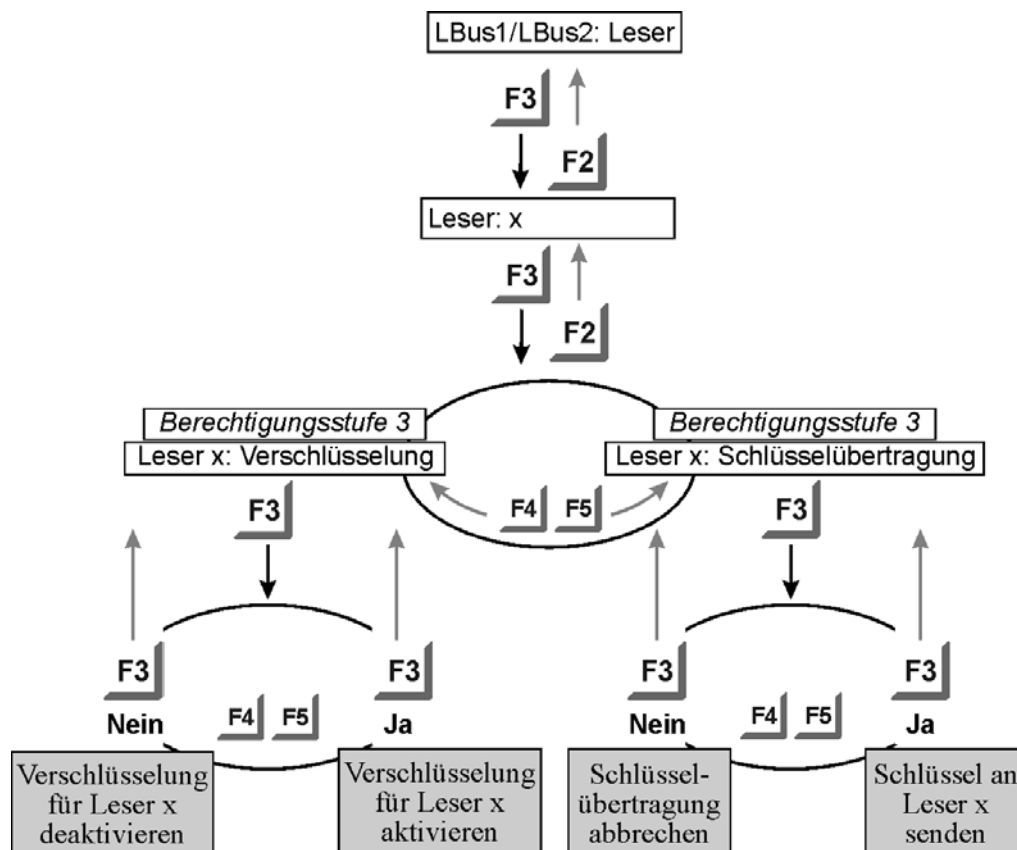 LBus1/LBus2: Leser
F3
F2
Leser: x
F3
F2
Berechtigungsstufe 3
Leser x: Verschlüsselung
Berechtigungsstufe 3
Leser x: Schlüsselübertragung
F4 F5
F3
F3
F3
F3
F3
F3
Nein
F4 F5
Ja
Nein
F4 F5
Ja
Verschlüsselung
für Leser x
deaktivieren
Verschlüsselung
für Leser x
aktivieren
Schlüssel-
übertragung
abbrechen
Schlüssel an
Leser x
senden